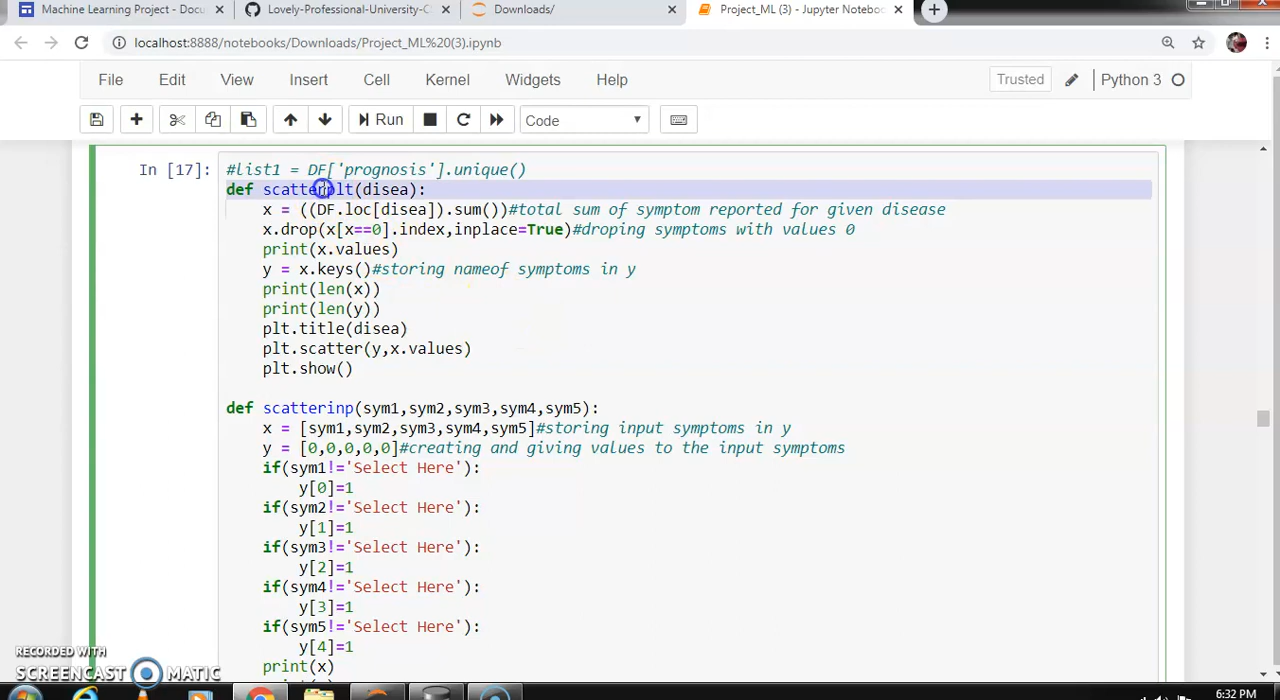 Machine Learning Project - Docu
Lovely-Professional-University-C
Downloads/
Project_ML (3) - Jupyter Noteboo
localhost:8888/notebooks/Downloads/Project_ML%20(3).ipynb
File Edit View Insert Cell Kernel Widgets Help Trusted Python 3
Run Code
In [17]: #list1 = DF['prognosis'].unique()
def scatterplt(disea):
x = ((DF.loc[disea]).sum())#total sum of symptom reported for given disease
x.drop(x[x==0].index,inplace=True)#droping symptoms with values 0
print(x.values)
y = x.keys()#storing nameof symptoms in y
print(len(x))
print(len(y))
plt.title(disea)
plt.scatter(y,x.values)
plt.show()
def scatterinp(sym1,sym2,sym3,sym4,sym5):
x = [sym1,sym2,sym3,sym4,sym5]#storing input symptoms in y
y = [0,0,0,0,0]#creating and giving values to the input symptoms
if(sym1!='Select Here'):
y[0]=1
if(sym2!='Select Here'):
y[1]=1
if(sym3!='Select Here'):
y[2]=1
if(sym4!='Select Here'):
y[3]=1
if(sym5!='Select Here'):
y[4]=1
print(x)
RECORDED WITH
SCREENCAST MATIC
6:32 PM